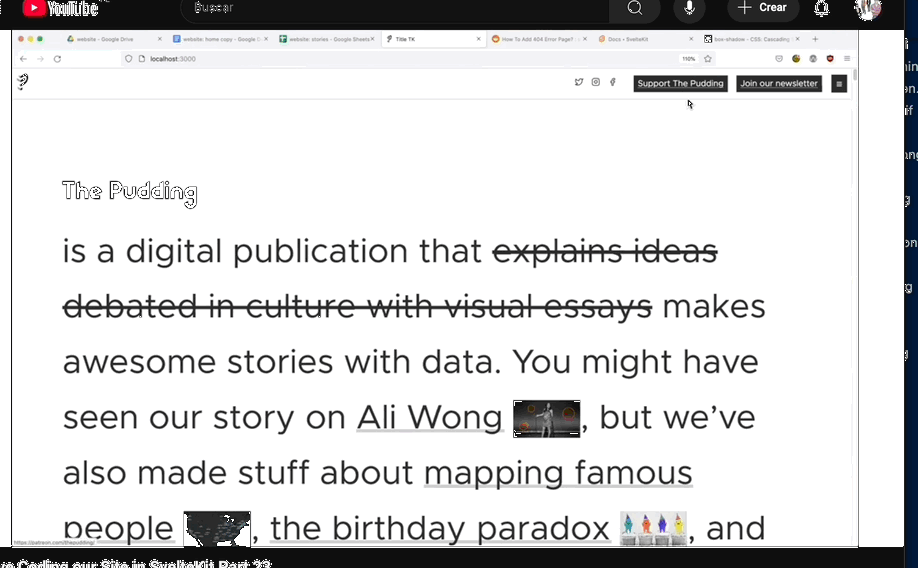 YouTube
Buscar
Crear
website - Google Drive
website: home copy - Google
website: stories - Google Sheets
Title TK
How To Add 404 Error Page?
Docs • SvelteKit
box-shadow - CSS: Cascading
localhost:3000
110%
Support The Pudding
Join our newsletter
The Pudding
is a digital publication that explains ideas
debated in culture with visual essays makes
awesome stories with data. You might have
seen our story on Ali Wong , but we’ve
also made stuff about mapping famous
people , the birthday paradox , and
https://patreon.com/thepudding/
Coding our Site in SvelteKit Part 23